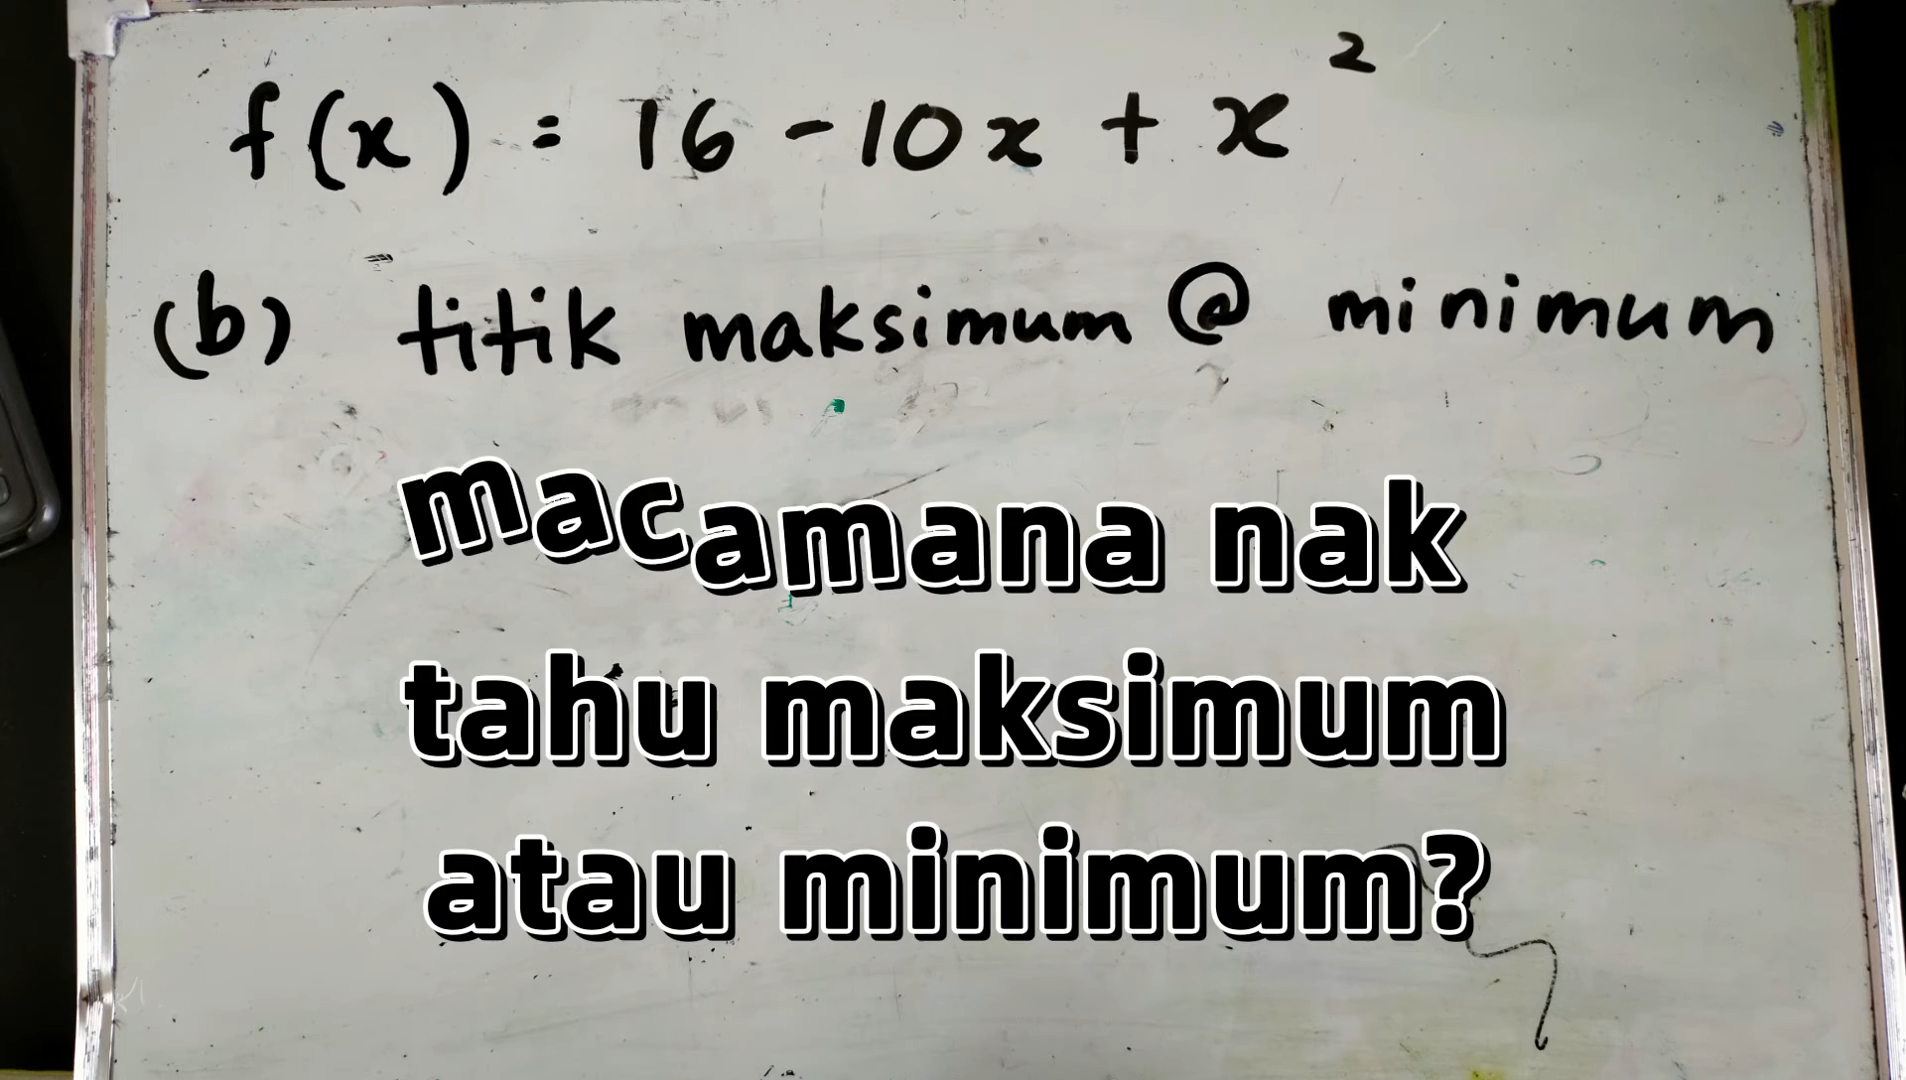 f(x) = 16 - 10x + x²
(b) titik maksimum @ minimum
macamana nak
tahu maksimum
atau minimum?